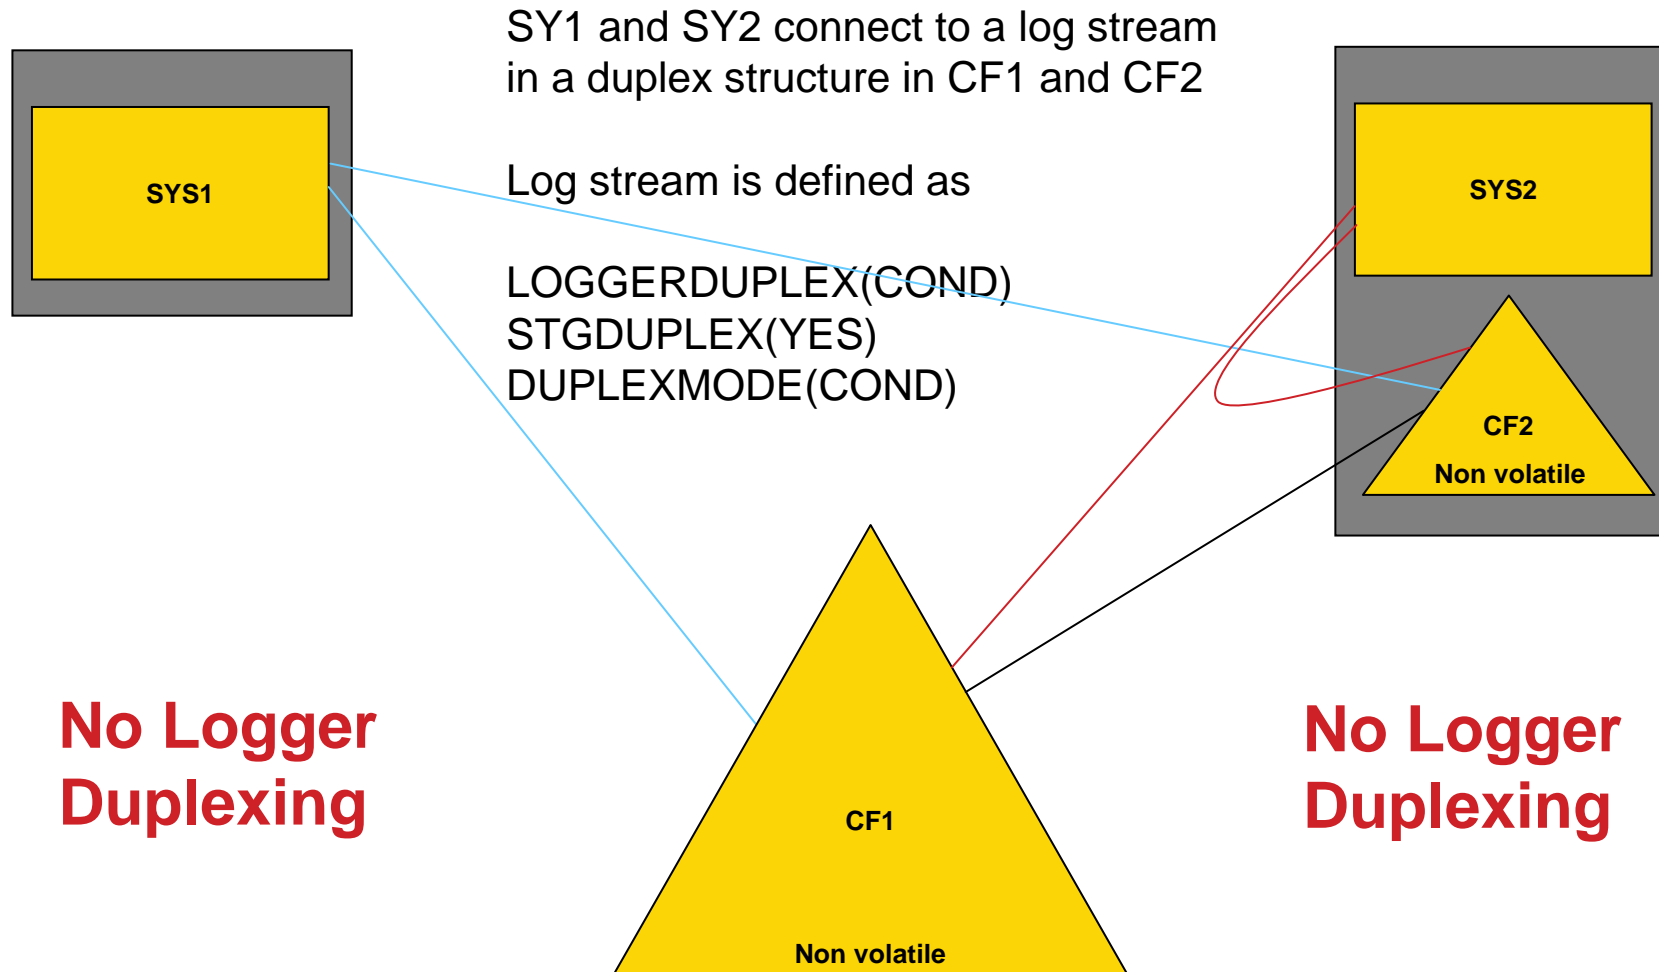 SY1 and SY2 connect to a log stream
in a duplex structure in CF1 and CF2
Log stream is defined as
LOGGERDUPLEX(COND)
STGDUPLEX(YES)
DUPLEXMODE(COND)
SYS1
SYS2
CF2
Non volatile
No Logger
Duplexing
CF1
Non volatile
No Logger
Duplexing